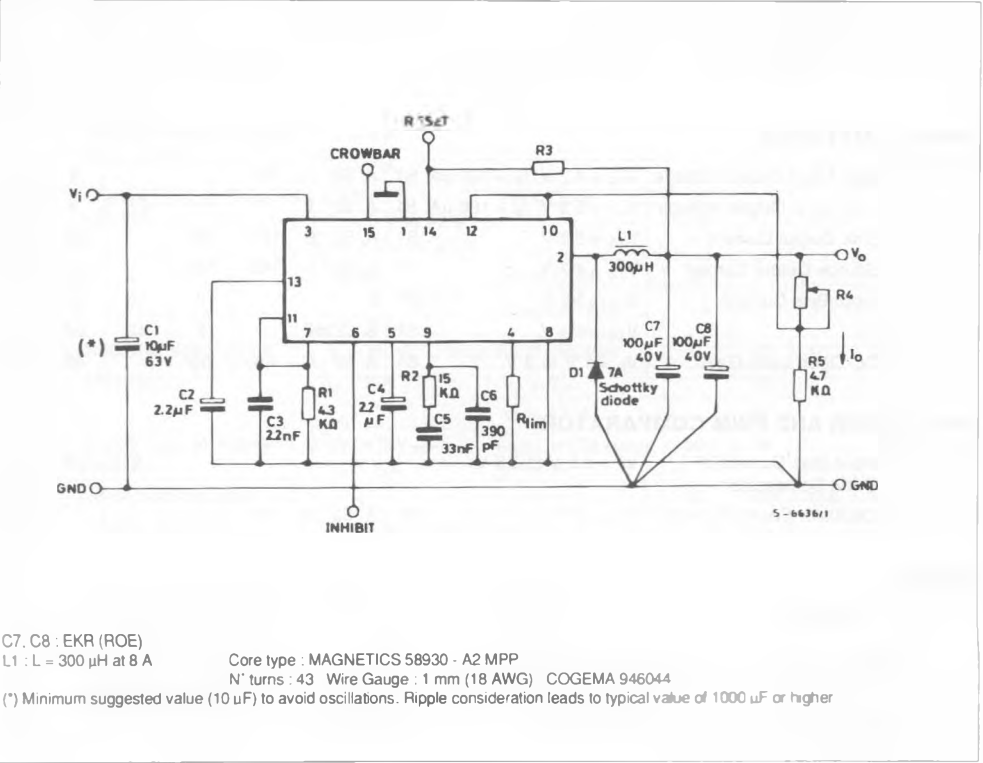 RESET
CROWBAR
R3
Vi
3
15
1
14
12
10
2
L1
300µH
Vo
13
11
7
6
5
9
4
8
R4
(*)
C1
10µF
63V
C7
100µF
40V
C8
100µF
40V
Io
C2
2.2µF
C3
2.2nF
R1
4.3
KΩ
C4
2.2
µF
R2
15
KΩ
C5
33nF
C6
390
pF
Rlim
D1
7A
Schottky
diode
R5
4.7
KΩ
GND
GND
INHIBIT
S-6636/1
AND PWM COMPARATOR
C7, C8 : EKR (ROE)
L1 : L = 300 µH at 8 A Core type : MAGNETICS 58930 - A2 MPP
N° turns : 43 Wire Gauge : 1 mm (18 AWG) COGEMA 946044
(*) Minimum suggested value (10 uF) to avoid oscillations. Ripple consideration leads to typical value of 1000 µF or higher